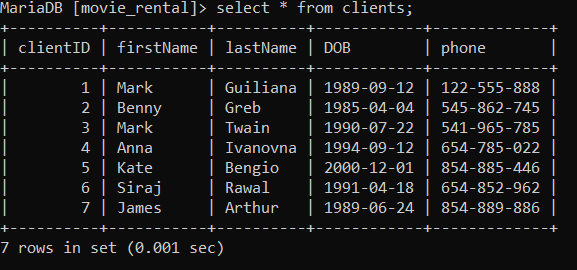 MariaDB [movie_rental]> select * from clients;
+----------+-----------+----------+------------+-------------+
| clientID | firstName | lastName | DOB        | phone       |
+----------+-----------+----------+------------+-------------+
|        1 | Mark      | Guiliana | 1989-09-12 | 122-555-888 |
|        2 | Benny     | Greb     | 1985-04-04 | 545-862-745 |
|        3 | Mark      | Twain    | 1990-07-22 | 541-965-785 |
|        4 | Anna      | Ivanovna | 1994-09-12 | 654-785-022 |
|        5 | Kate      | Bengio   | 2000-12-01 | 854-885-446 |
|        6 | Siraj     | Rawal    | 1991-04-18 | 654-852-962 |
|        7 | James     | Arthur   | 1989-06-24 | 854-889-886 |
+----------+-----------+----------+------------+-------------+
7 rows in set (0.001 sec)